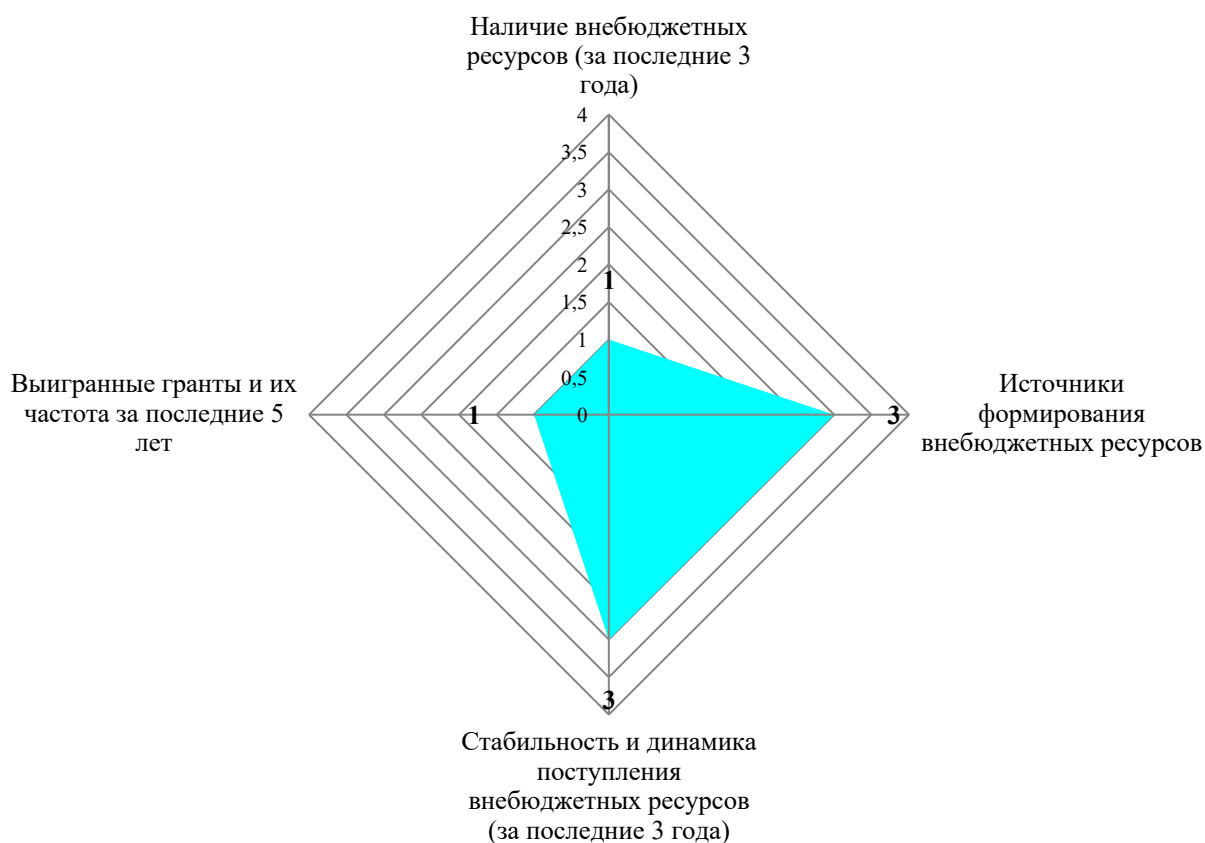 Наличие внебюджетных
ресурсов (за последние 3
года)
4
3,5
3
2,5
2
1
1,5
1
0,5
0
Выигранные гранты и их
частота за последние 5
лет
1
3
Источники
формирования
внебюджетных ресурсов
3
Стабильность и динамика
поступления
внебюджетных ресурсов
(за последние 3 года)